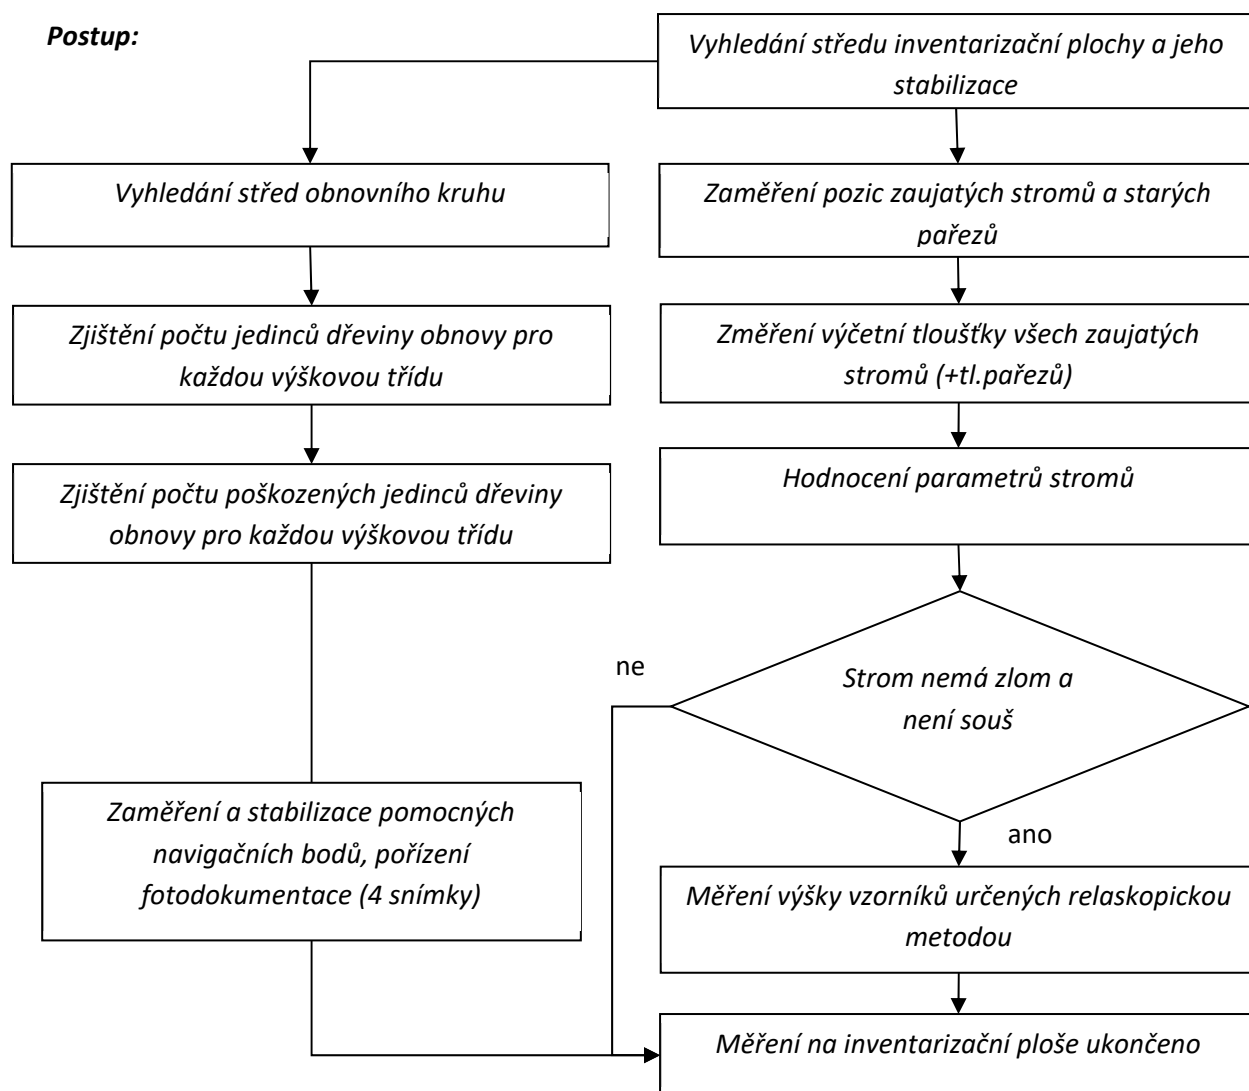 Postup:
Vyhledání středu inventarizační plochy a jeho
stabilizace
Vyhledání střed obnovního kruhu
Zaměření pozic zaujatých stromů a starých
pařezů
Zjištění počtu jedinců dřeviny obnovy pro
každou výškovou třídu
Změření výčetní tloušťky všech zaujatých
stromů (+tl.pařezů)
Zjištění počtu poškozených jedinců dřeviny
obnovy pro každou výškovou třídu
Hodnocení parametrů stromů
ne
Strom nemá zlom a
není souš
ano
Zaměření a stabilizace pomocných
navigačních bodů, pořízení
fotodokumentace (4 snímky)
Měření výšky vzorníků určených relaskopickou
metodou
Měření na inventarizační ploše ukončeno